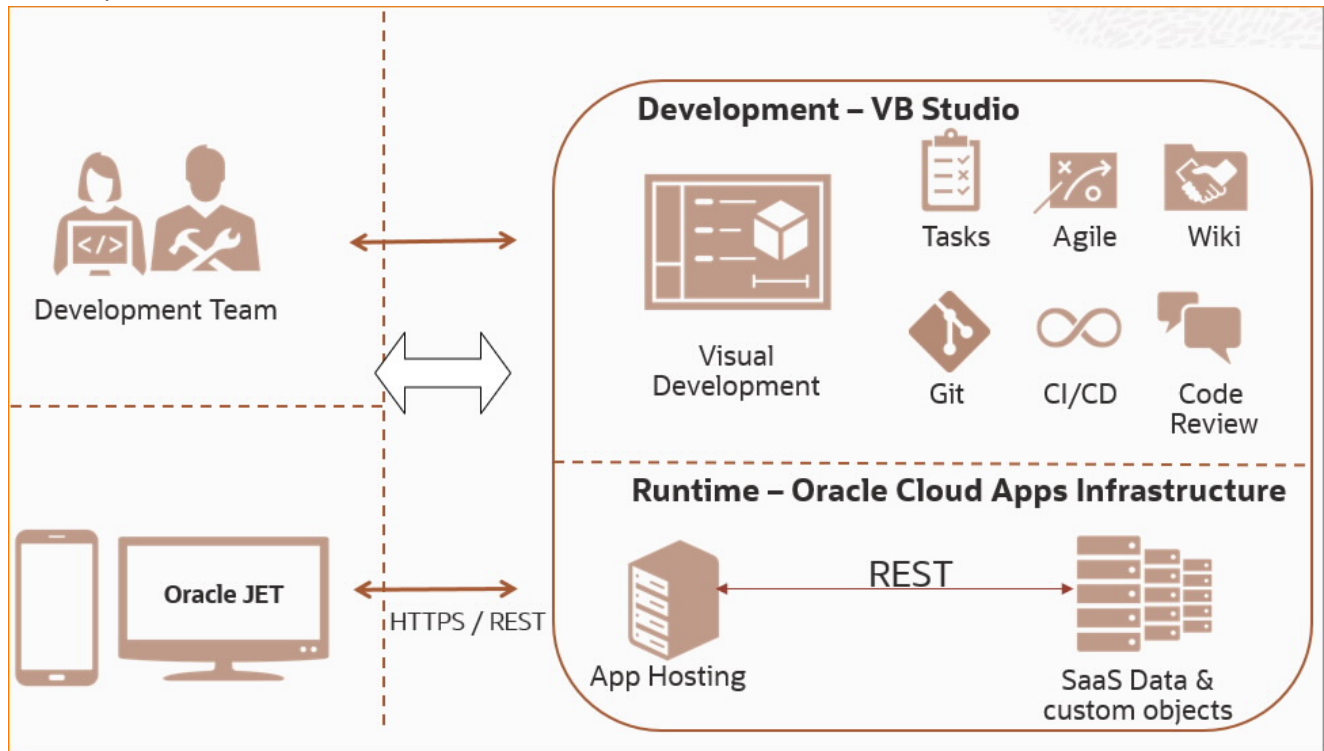 Development – VB Studio
</>
Development Team
Visual
Development
Tasks
Agile
Wiki
Git
CI/CD
Code
Review
Runtime – Oracle Cloud Apps Infrastructure
Oracle JET
HTTPS / REST
REST
App Hosting
SaaS Data &
custom objects